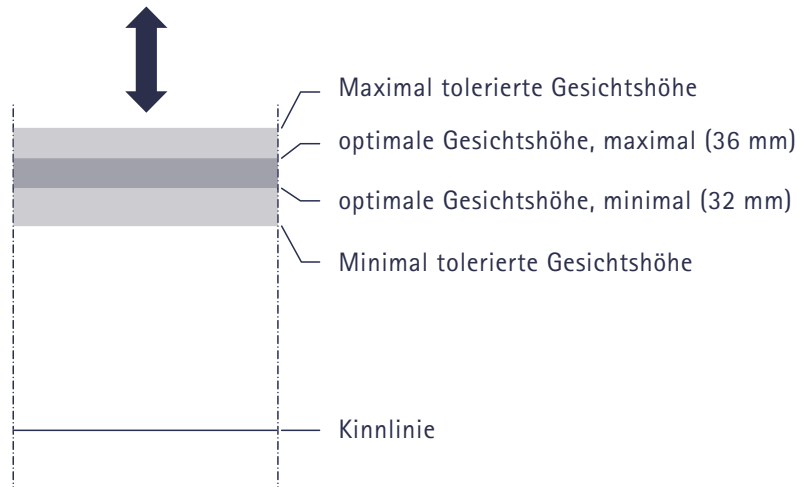 Maximal tolerierte Gesichtshöhe
optimale Gesichtshöhe, maximal (36 mm)
optimale Gesichtshöhe, minimal (32 mm)
Minimal tolerierte Gesichtshöhe
Kinnlinie